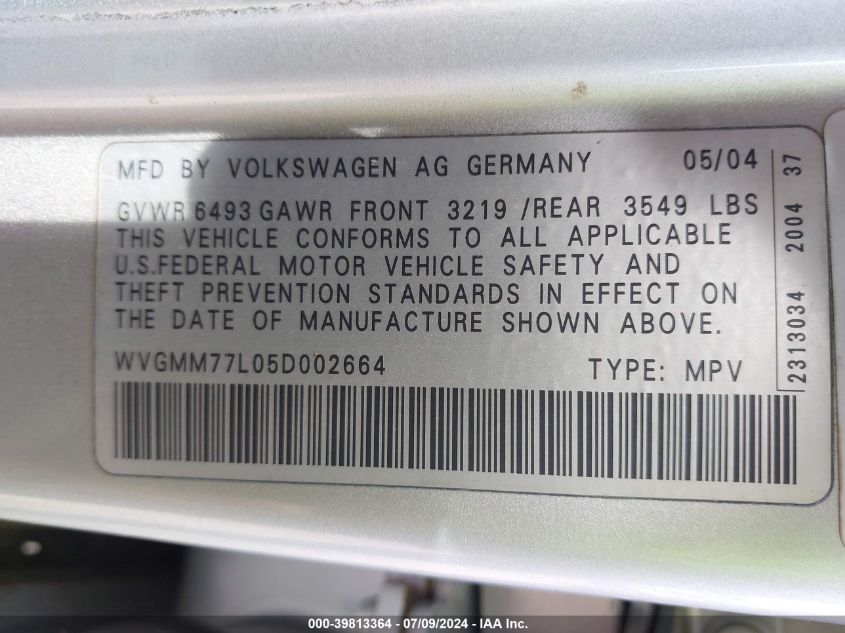 MFD BY VOLKSWAGEN AG GERMANY 05/04
GVWR 6493 GAWR FRONT 3219 /REAR 3549 LBS
THIS VEHICLE CONFORMS TO ALL APPLICABLE
U.S.FEDERAL MOTOR VEHICLE SAFETY AND
THEFT PREVENTION STANDARDS IN EFFECT ON
THE DATE OF MANUFACTURE SHOWN ABOVE.
WVGMM77L05D002664 TYPE: MPV
2313034 2004 37
000-39813364 / 07/09/2024 - IAA Inc.